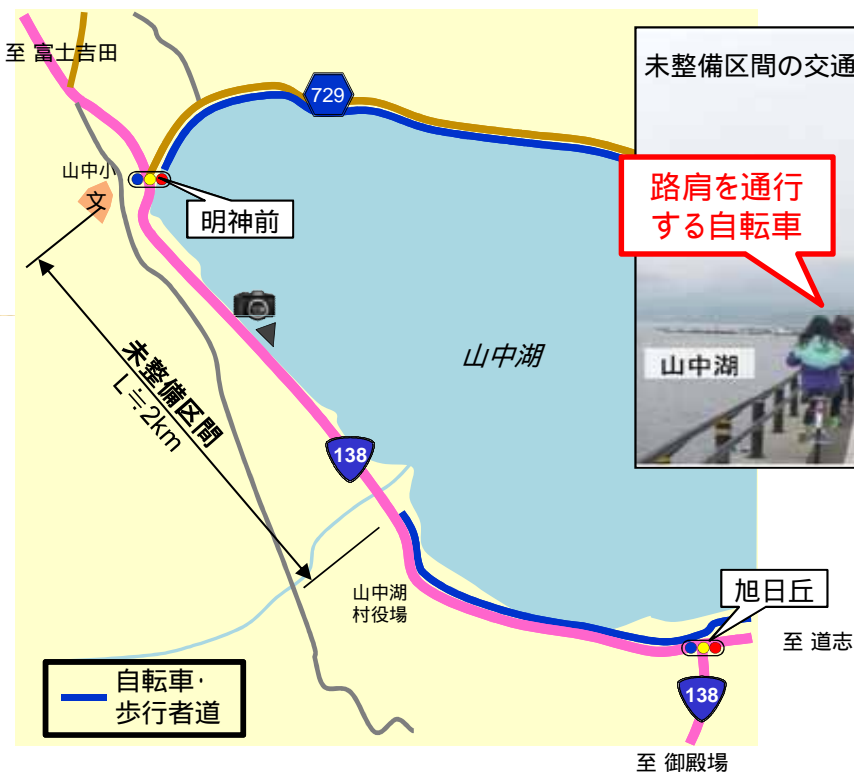 至 富士吉田
未整備区間の交通
729
山中小
文
明神前
路肩を通行
する自転車
山中湖
山中湖
未整備区間
L≒2km
138
山中湖
村役場
旭日丘
至 道志
自転車・
歩行者道
138
至 御殿場